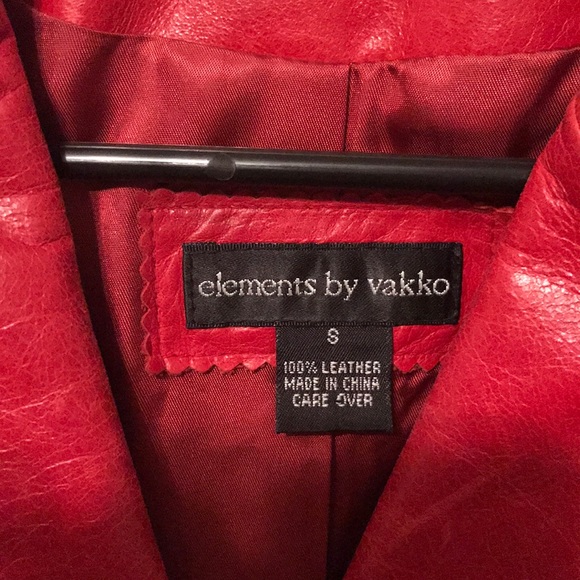 elements by vakko
S
100% LEATHER
MADE IN CHINA
CARE OVER